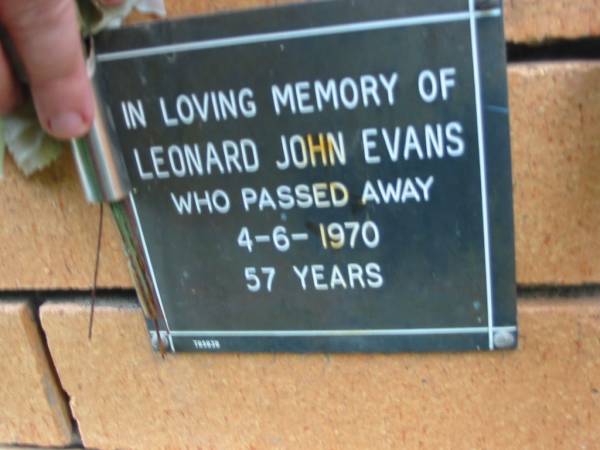 IN LOVING MEMORY OF
LEONARD JOHN EVANS
WHO PASSED AWAY
4-6-1970
57 YEARS